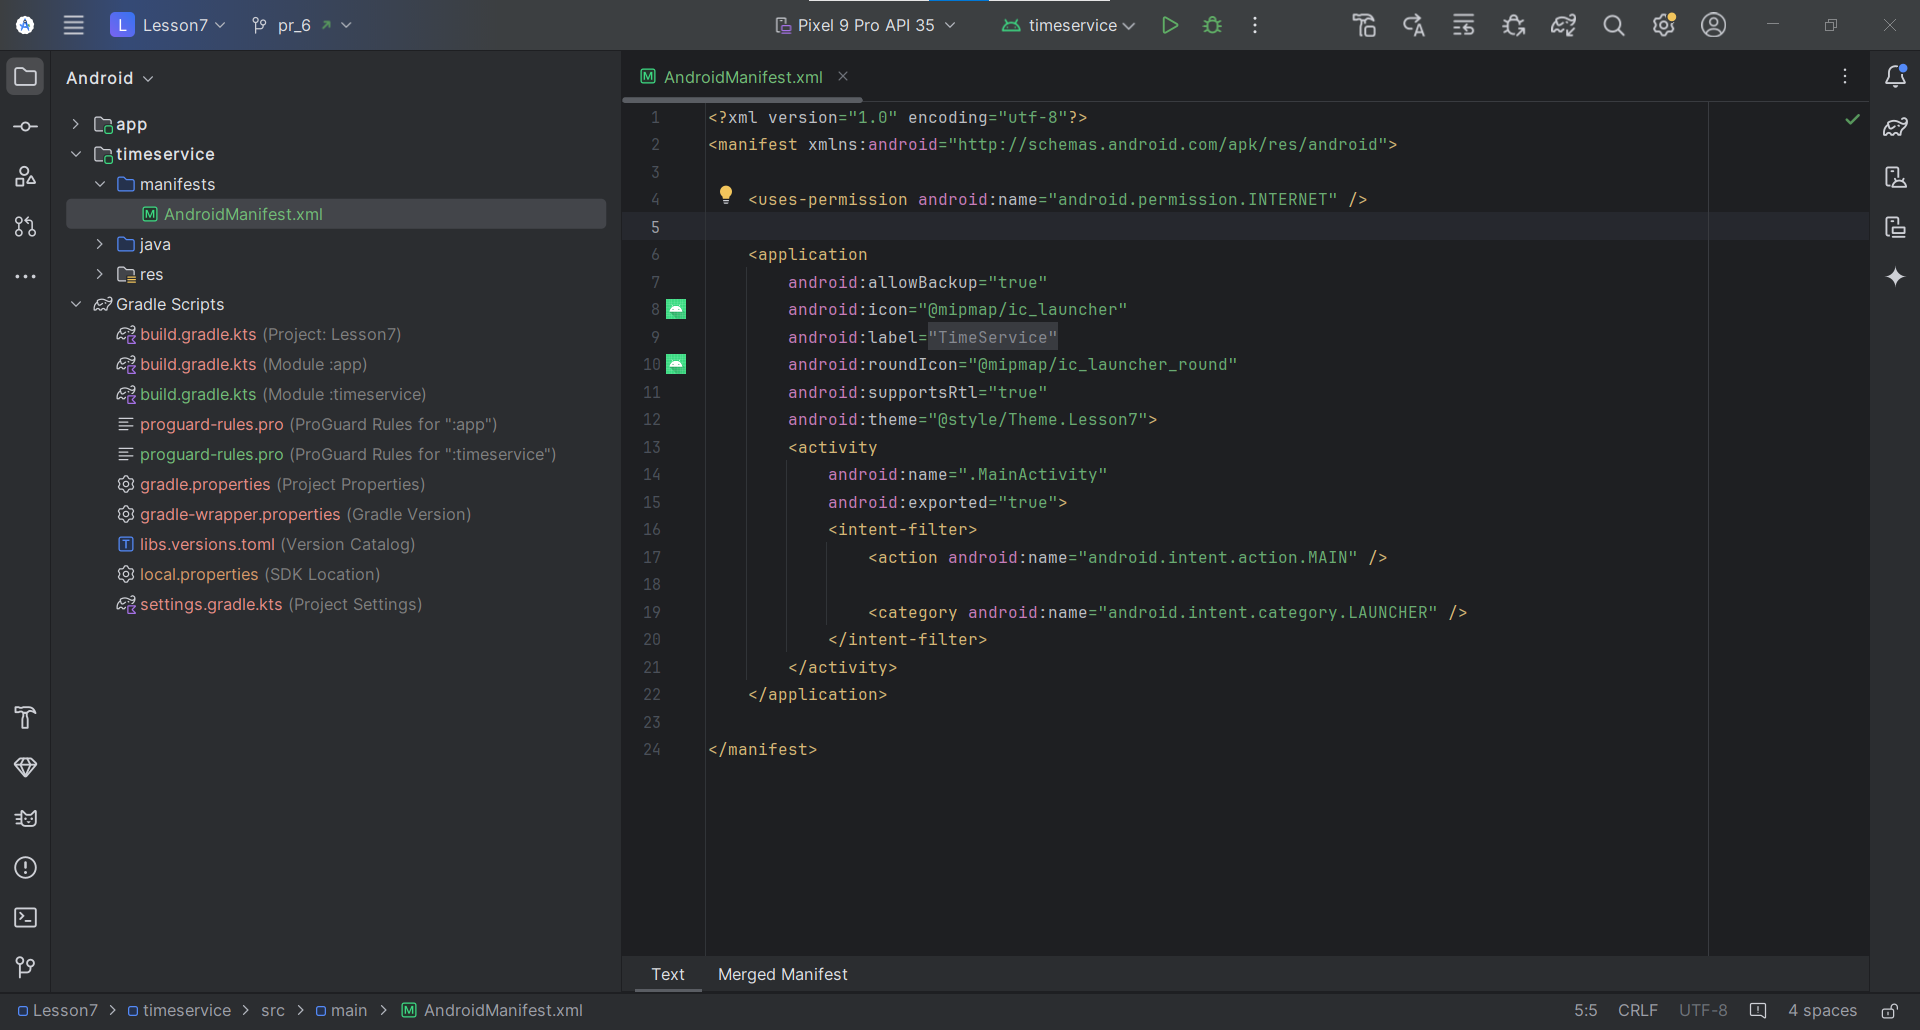 L Lesson7 pr_6 Pixel 9 Pro API 35 timeservice
Android
app
timeservice
manifests
AndroidManifest.xml
java
res
Gradle Scripts
build.gradle.kts (Project: Lesson7)
build.gradle.kts (Module :app)
build.gradle.kts (Module :timeservice)
proguard-rules.pro (ProGuard Rules for ":app")
proguard-rules.pro (ProGuard Rules for ":timeservice")
gradle.properties (Project Properties)
gradle-wrapper.properties (Gradle Version)
libs.versions.toml (Version Catalog)
local.properties (SDK Location)
settings.gradle.kts (Project Settings)
AndroidManifest.xml
1 <?xml version="1.0" encoding="utf-8"?>
2 <manifest xmlns:android="http://schemas.android.com/apk/res/android">
3
4 <uses-permission android:name="android.permission.INTERNET" />
5
6 <application
7 android:allowBackup="true"
8 android:icon="@mipmap/ic_launcher"
9 android:label="TimeService"
10 android:roundIcon="@mipmap/ic_launcher_round"
11 android:supportsRtl="true"
12 android:theme="@style/Theme.Lesson7">
13 <activity
14 android:name=".MainActivity"
15 android:exported="true">
16 <intent-filter>
17 <action android:name="android.intent.action.MAIN" />
18
19 <category android:name="android.intent.category.LAUNCHER" />
20 </intent-filter>
21 </activity>
22 </application>
23
24 </manifest>
Text Merged Manifest
Lesson7 > timeservice > src > main > AndroidManifest.xml
5:5 CRLF UTF-8 4 spaces